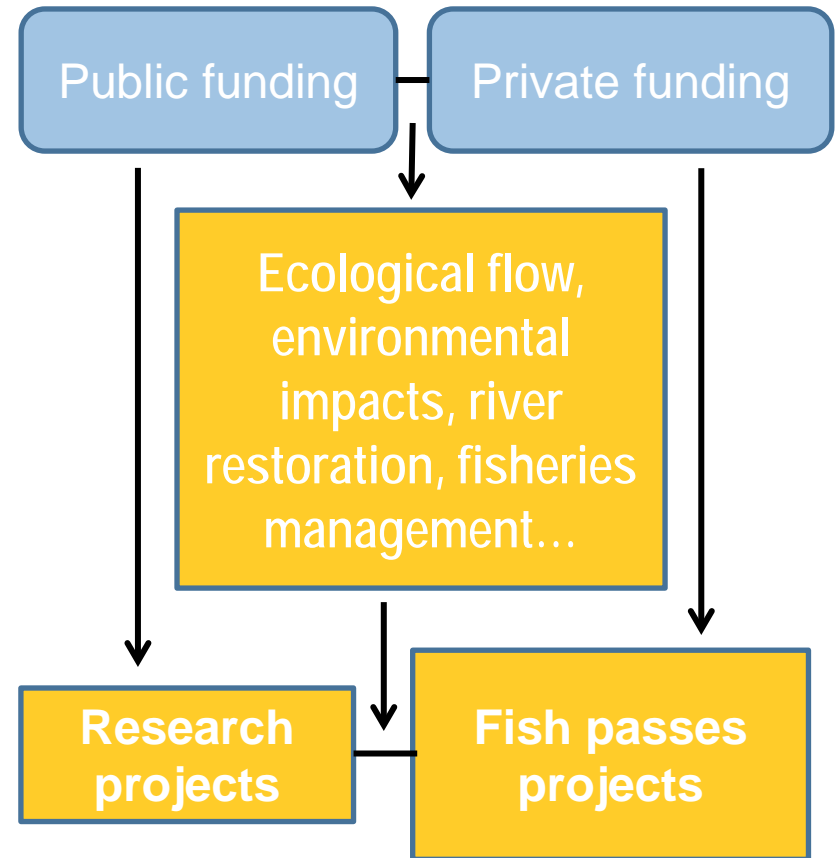 Public funding
Private funding
Ecological flow,
environmental
impacts, river
restoration, fisheries
management…
Research
projects
Fish passes
projects